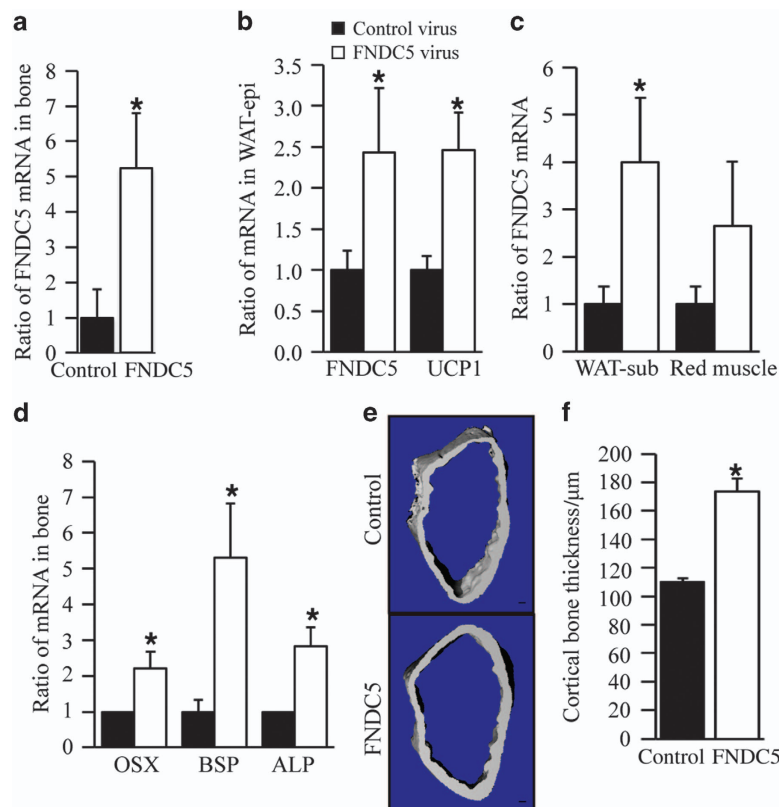 a
Ratio of FNDC5 mRNA in bone
8
7
6
5
4
3
2
1
0
*
Control FNDC5
b
Control virus
FNDC5 virus
Ratio of mRNA in WAT-epi
3.5
3.0
2.5
2.0
1.5
1.0
0.5
0.0
*
*
FNDC5 UCP1
c
Ratio of FNDC5 mRNA
6
5
4
3
2
1
0
*
WAT-sub Red muscle
d
Ratio of mRNA in bone
8
7
6
5
4
3
2
1
0
*
*
*
OSX BSP ALP
e
Control
FNDC5
f
Cortical bone thickness/µm
200
180
160
140
120
100
80
60
40
20
0
*
Control FNDC5